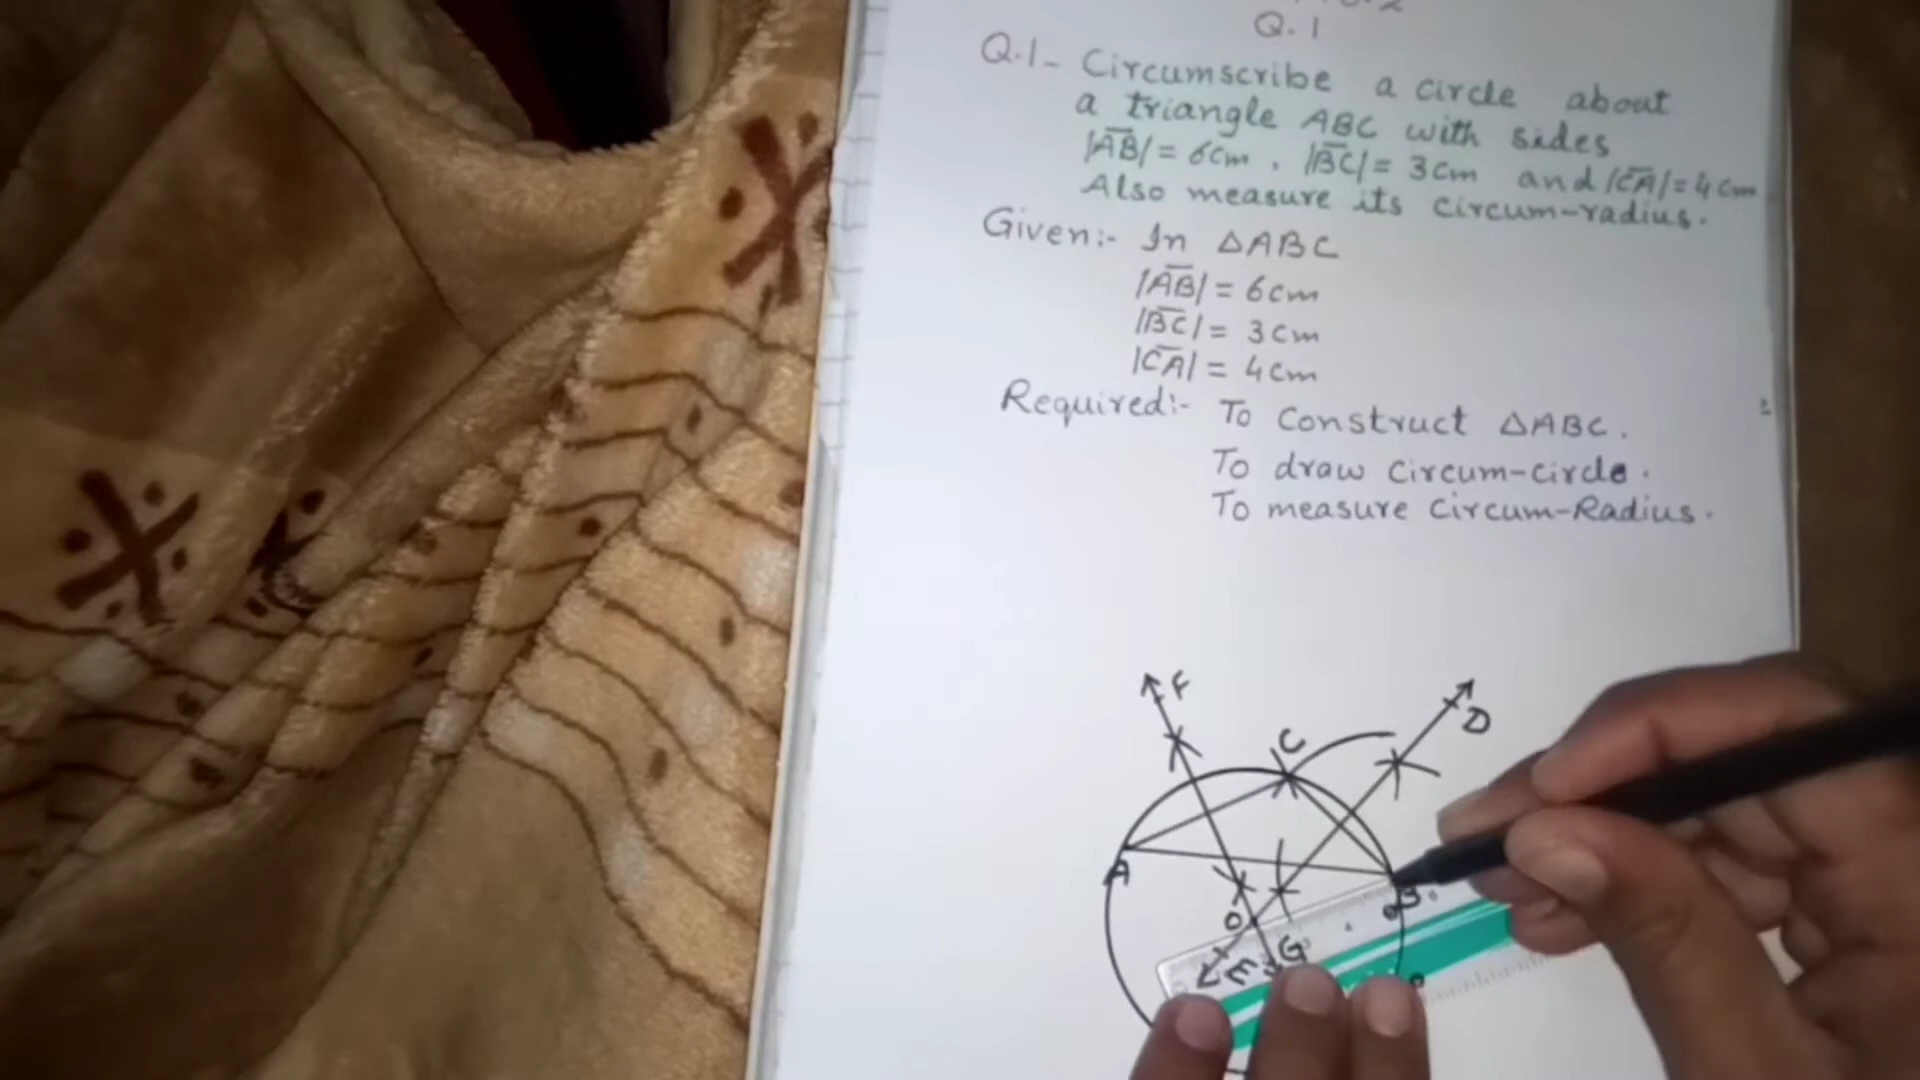 Q.1
Q.1- Circumscribe a circle about
a triangle ABC with sides
|AB| = 6cm , |BC| = 3cm and |CA| = 4cm
Also measure its circum-radius.
Given:- In △ABC
|AB| = 6cm
|BC| = 3cm
|CA| = 4cm
Required:- To construct △ABC.
To draw circum-circle.
To measure circum-Radius.
F
D
C
A
B
O
G
E